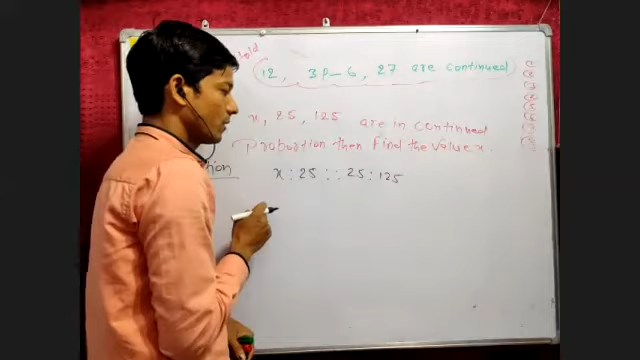 12, 3P-6, 27 are continued
x, 25, 125 are in continued
Proportion then find the value x.
x : 25 :: 25 : 125